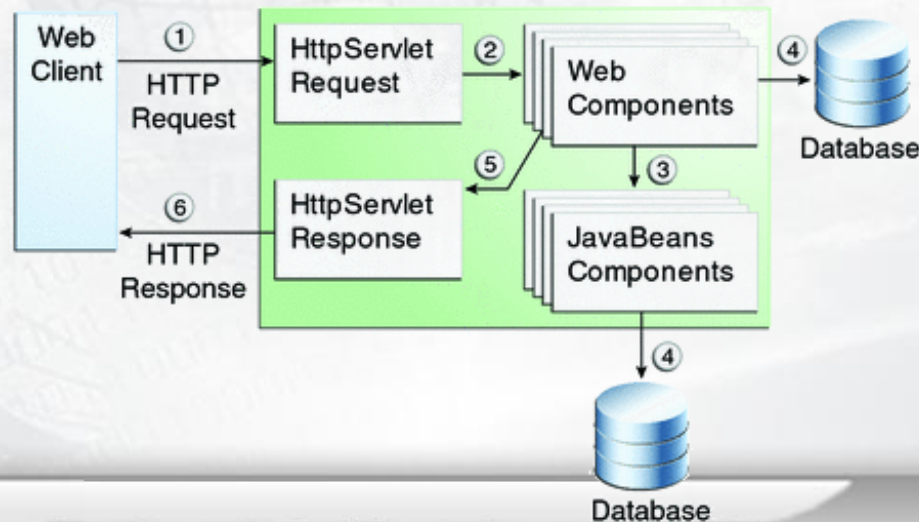 Web
Client
1
HTTP
Request
HttpServlet
Request
2
Web
Components
4
Database
3
JavaBeans
Components
4
Database
5
HttpServlet
Response
6
HTTP
Response